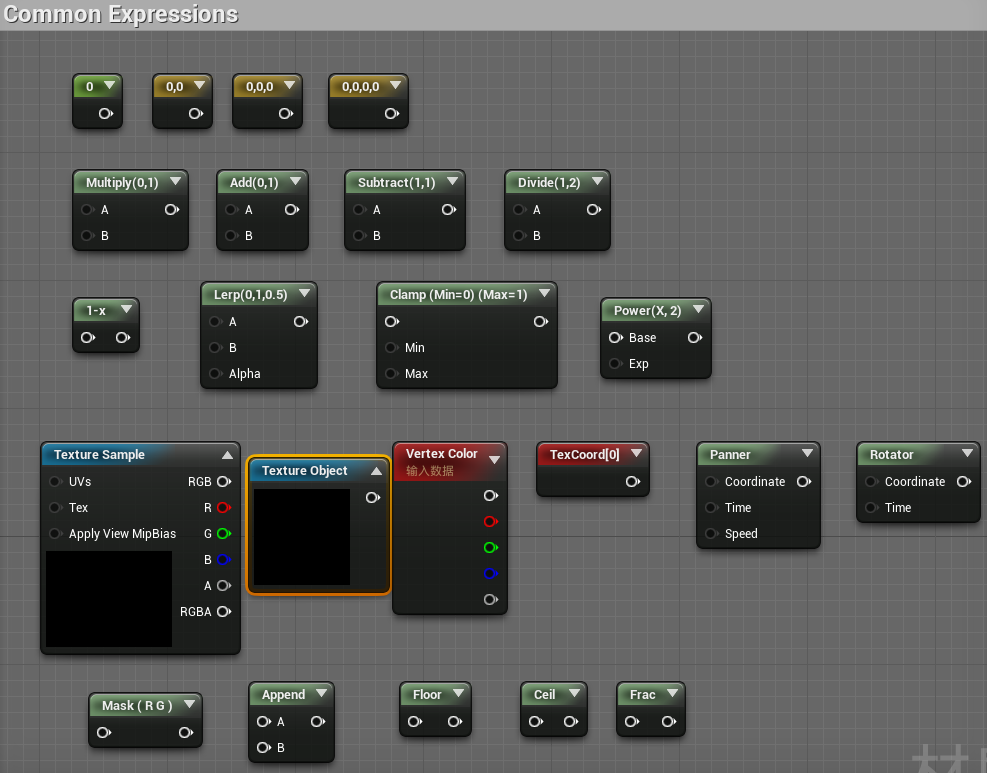 Common Expressions
0
0,0
0,0,0
0,0,0,0
Multiply(0,1)
A
B
Add(0,1)
A
B
Subtract(1,1)
A
B
Divide(1,2)
A
B
1-x
Lerp(0,1,0.5)
A
B
Alpha
Clamp (Min=0) (Max=1)
Min
Max
Power(X, 2)
Base
Exp
Texture Sample
UVs
RGB
Tex
R
Apply View MipBias
G
B
A
RGBA
Texture Object
Vertex Color
输入数据
TexCoord[0]
Panner
Coordinate
Time
Speed
Rotator
Coordinate
Time
Mask ( R G )
Append
A
B
Floor
Ceil
Frac